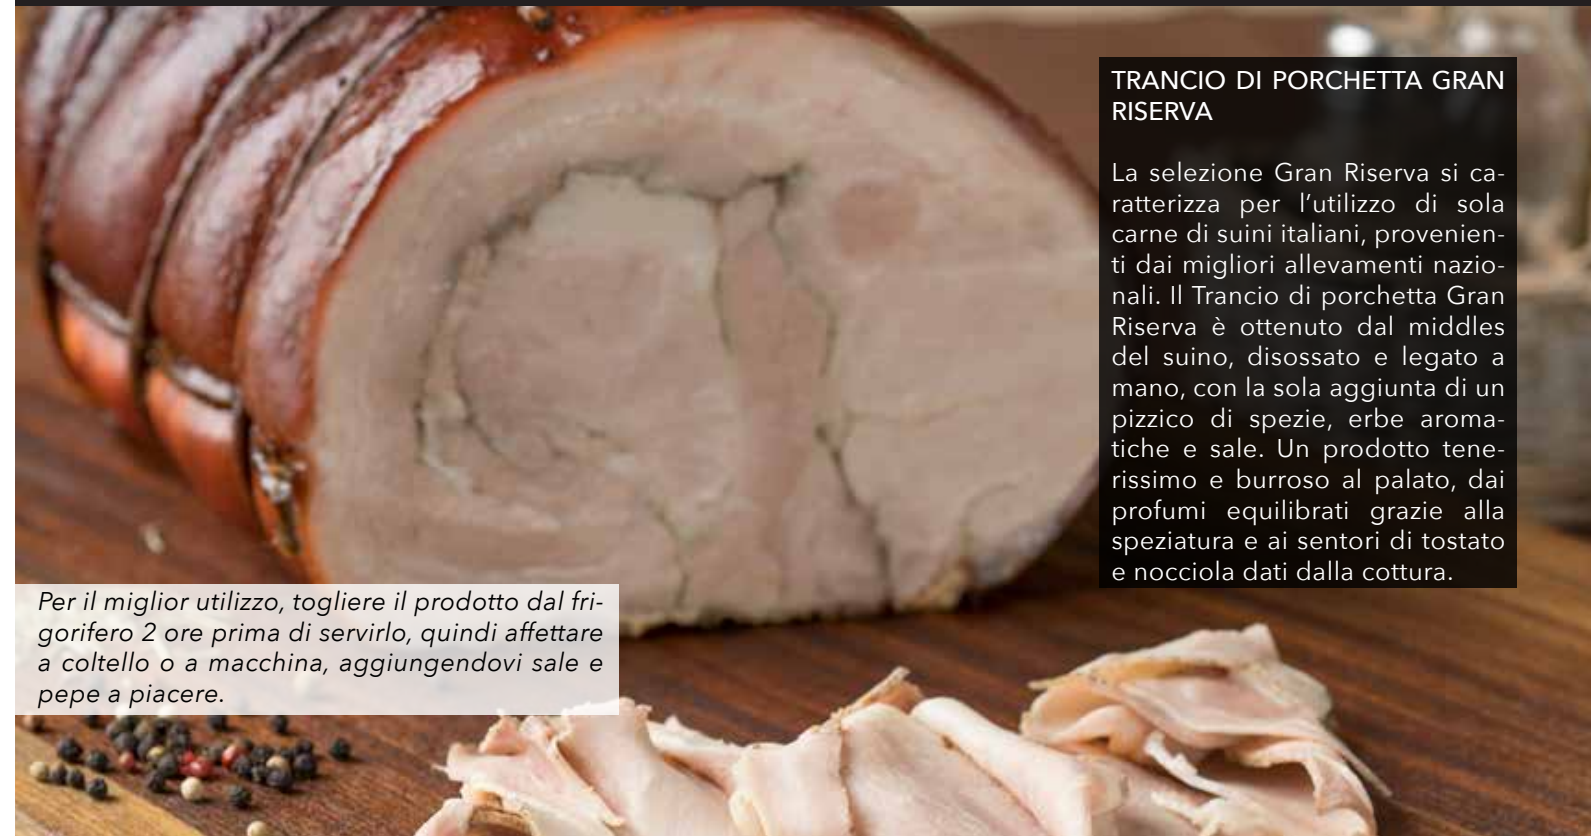 TRANCIO DI PORCHETTA GRAN
RISERVA
La selezione Gran Riserva si ca-
ratterizza per l'utilizzo di sola
carne di suini italiani, provenien-
ti dai migliori allevamenti nazio-
nali. Il Trancio di porchetta Gran
Riserva è ottenuto dal middles
del suino, disossato e legato a
mano, con la sola aggiunta di un
pizzico di spezie, erbe aroma-
tiche e sale. Un prodotto tene-
rissimo e burroso al palato, dai
profumi equilibrati grazie alla
speziatura e ai sentori di tostato
e nocciola dati dalla cottura.
Per il miglior utilizzo, togliere il prodotto dal fri-
gorifero 2 ore prima di servirlo, quindi affettare
a coltello o a macchina, aggiungendovi sale e
pepe a piacere.